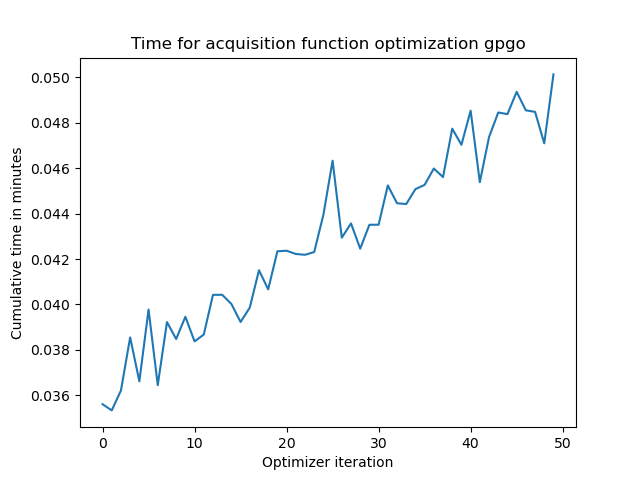 Time for acquisition function optimization gpgo
0.050
0.048
0.046
0.044
0.042
0.040
0.038
0.036
Cumulative time in minutes
0 10 20 30 40 50
Optimizer iteration